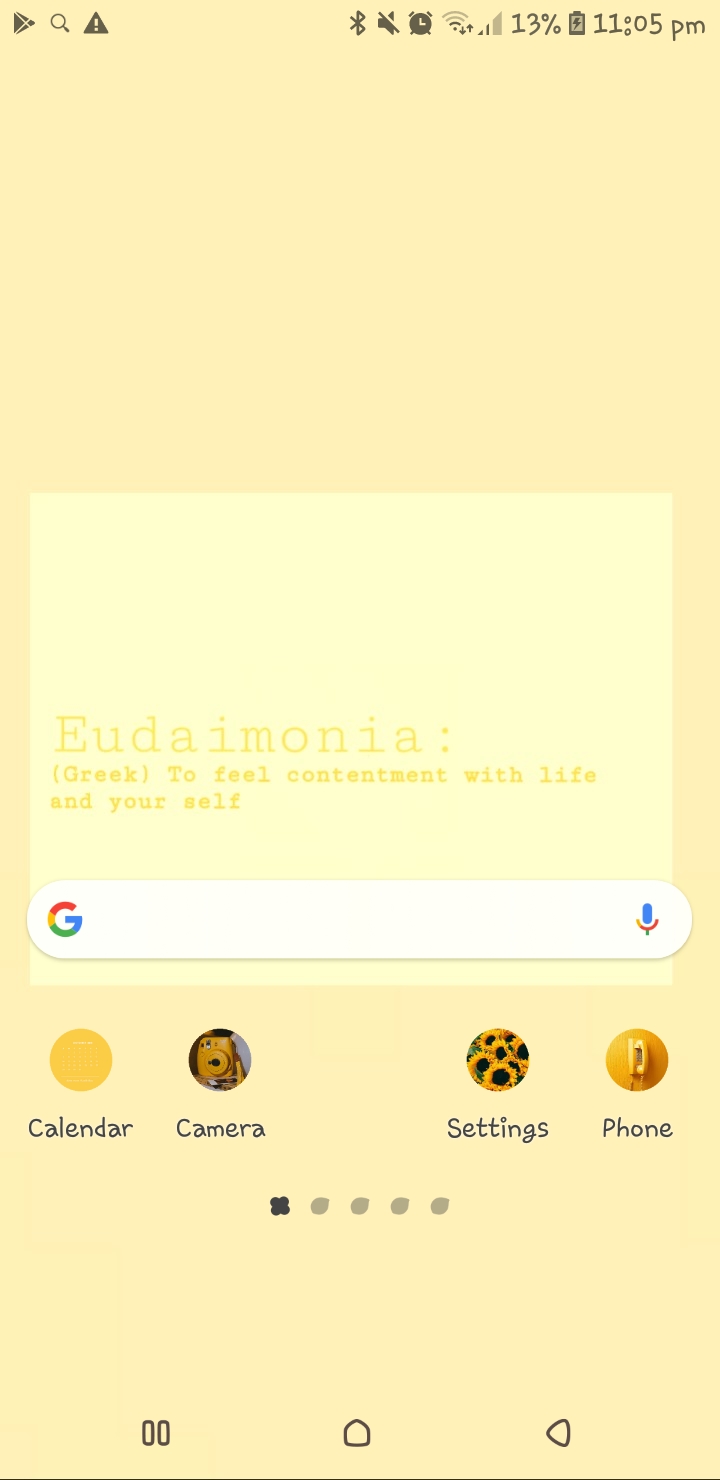 13% 11:05 pm
Eudaimonia:
(Greek) To feel contentment with life
and your self
Calendar Camera Settings Phone